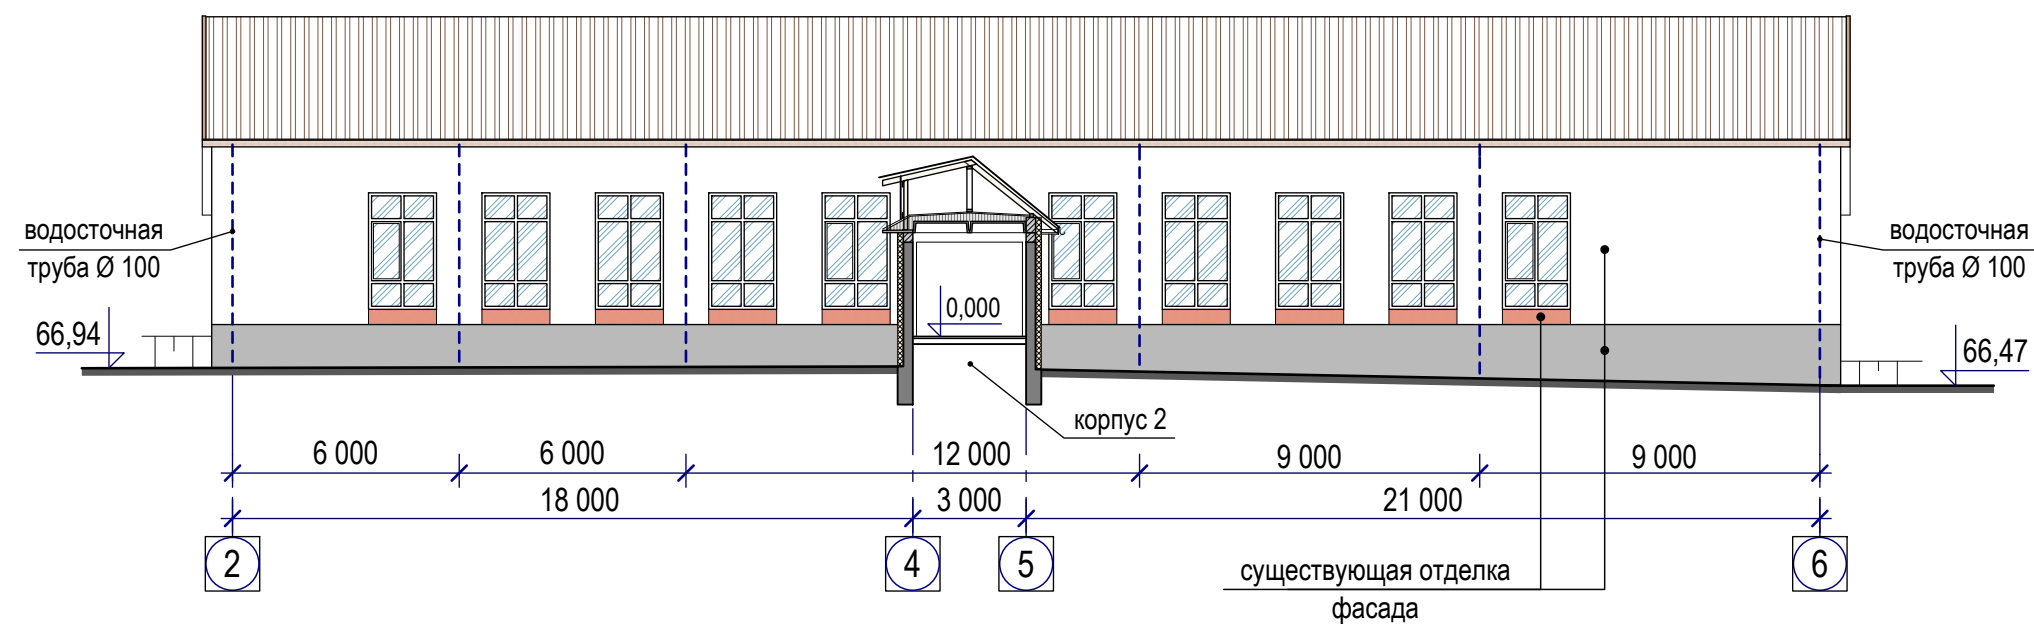 водосточная
труба Ø 100
66,94
0,000
водосточная
труба Ø 100
66,47
корпус 2
6 000
6 000
12 000
9 000
9 000
18 000
3 000
21 000
2
4
5
6
существующая отделка
фасада